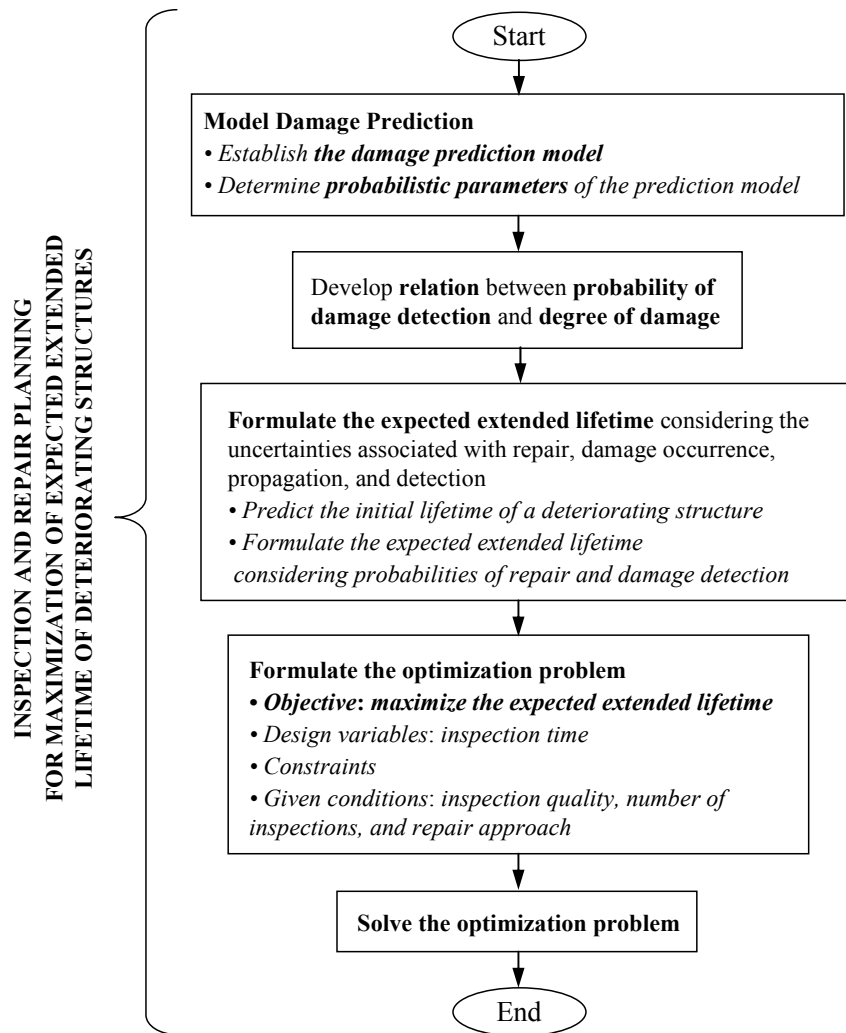 INSPECTION AND REPAIR PLANNING
FOR MAXIMIZATION OF EXPECTED EXTENDED
LIFETIME OF DETERIORATING STRUCTURES
Start
Model Damage Prediction
• Establish the damage prediction model
• Determine probabilistic parameters of the prediction model
Develop relation between probability of
damage detection and degree of damage
Formulate the expected extended lifetime considering the
uncertainties associated with repair, damage occurrence,
propagation, and detection
• Predict the initial lifetime of a deteriorating structure
• Formulate the expected extended lifetime
considering probabilities of repair and damage detection
Formulate the optimization problem
• Objective: maximize the expected extended lifetime
• Design variables: inspection time
• Constraints
• Given conditions: inspection quality, number of
inspections, and repair approach
Solve the optimization problem
End